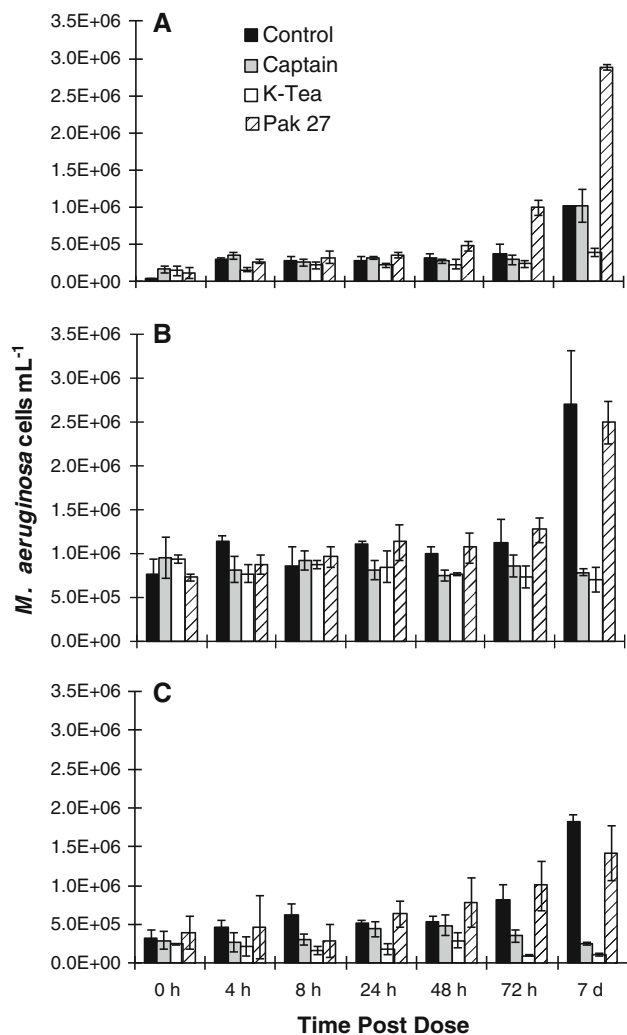 A
Control
Captain
K-Tea
Pak 27
3.5E+06
3.0E+06
2.5E+06
2.0E+06
1.5E+06
1.0E+06
5.0E+05
0.0E+00
B
3.5E+06
3.0E+06
2.5E+06
2.0E+06
1.5E+06
1.0E+06
5.0E+05
0.0E+00
M. aeruginosa cells mL-1
C
3.5E+06
3.0E+06
2.5E+06
2.0E+06
1.5E+06
1.0E+06
5.0E+05
0.0E+00
0 h 4 h 8 h 24 h 48 h 72 h 7 d
Time Post Dose